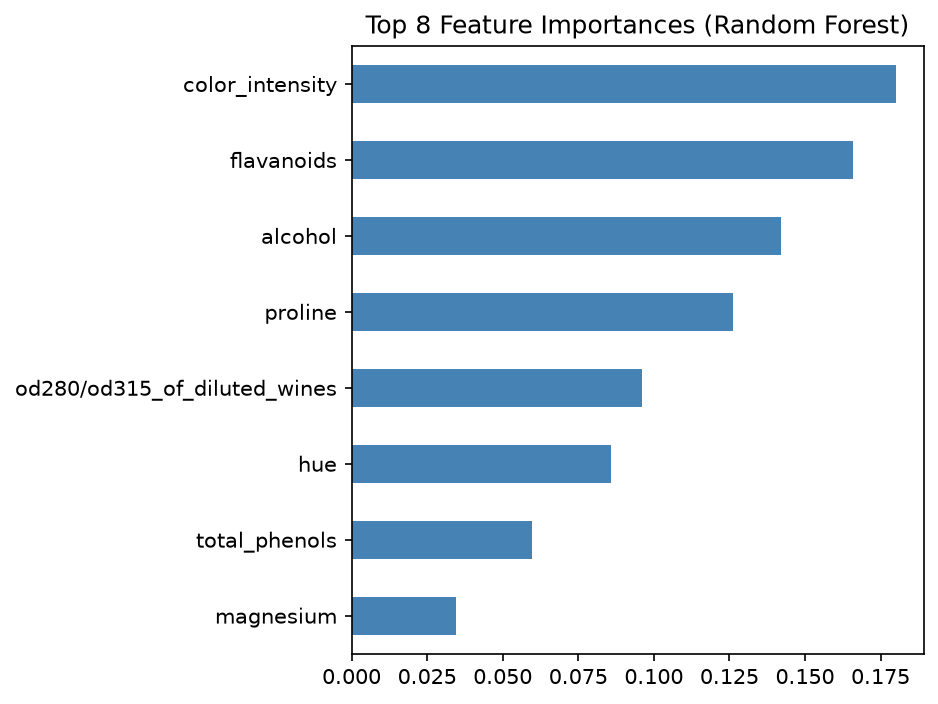 Top 8 Feature Importances (Random Forest)
color_intensity
flavanoids
alcohol
proline
od280/od315_of_diluted_wines
hue
total_phenols
magnesium
0.000 0.025 0.050 0.075 0.100 0.125 0.150 0.175